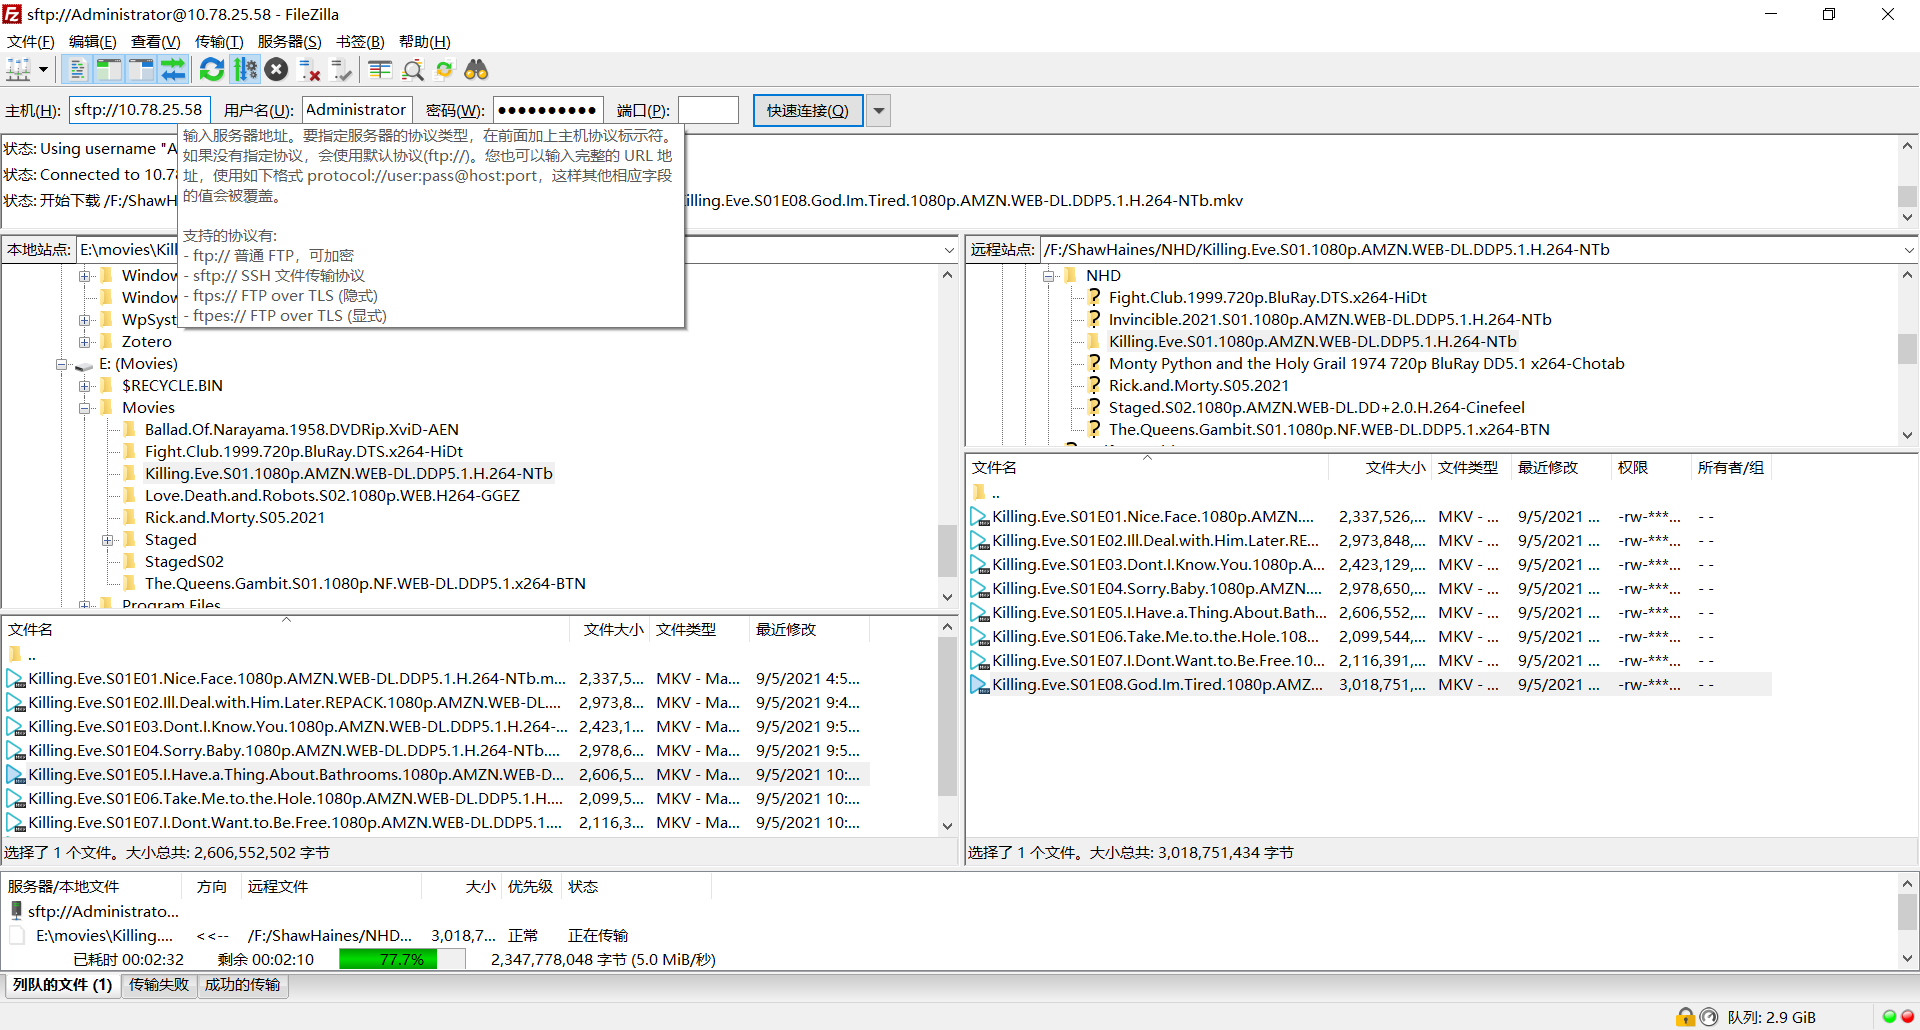 sftp://Administrator@10.78.25.58 - FileZilla
文件(F) 编辑(E) 查看(V) 传输(T) 服务器(S) 书签(B) 帮助(H)
主机(H): sftp://10.78.25.58 用户名(U): Administrator 密码(W): ●●●●●●●●●● 端口(P): 快速连接(Q)
输入服务器地址。要指定服务器的协议类型，在前面加上主机协议标示符。
如果没有指定协议，会使用默认协议(ftp://)。您也可以输入完整的 URL 地
址，使用如下格式 protocol://user:pass@host:port，这样其他相应字段
的值会被覆盖。
支持的协议有:
- ftp:// 普通 FTP，可加密
- sftp:// SSH 文件传输协议
- ftps:// FTP over TLS (隐式)
- ftpes:// FTP over TLS (显式)
状态: Using username "A
状态: Connected to 10.7
状态: 开始下载 /F:/ShawH illing.Eve.S01E08.God.Im.Tired.1080p.AMZN.WEB-DL.DDP5.1.H.264-NTb.mkv
本地站点: E:\movies\Kill
Window
Window
WpSyst
Zotero
E: (Movies)
$RECYCLE.BIN
Movies
Ballad.Of.Narayama.1958.DVDRip.XviD-AEN
Fight.Club.1999.720p.BluRay.DTS.x264-HiDt
Killing.Eve.S01.1080p.AMZN.WEB-DL.DDP5.1.H.264-NTb
Love.Death.and.Robots.S02.1080p.WEB.H264-GGEZ
Rick.and.Morty.S05.2021
Staged
StagedS02
The.Queens.Gambit.S01.1080p.NF.WEB-DL.DDP5.1.x264-BTN
Program Files
远程站点: /F:/ShawHaines/NHD/Killing.Eve.S01.1080p.AMZN.WEB-DL.DDP5.1.H.264-NTb
NHD
Fight.Club.1999.720p.BluRay.DTS.x264-HiDt
Invincible.2021.S01.1080p.AMZN.WEB-DL.DDP5.1.H.264-NTb
Killing.Eve.S01.1080p.AMZN.WEB-DL.DDP5.1.H.264-NTb
Monty Python and the Holy Grail 1974 720p BluRay DD5.1 x264-Chotab
Rick.and.Morty.S05.2021
Staged.S02.1080p.AMZN.WEB-DL.DD+2.0.H.264-Cinefeel
The.Queens.Gambit.S01.1080p.NF.WEB-DL.DDP5.1.x264-BTN
文件名 文件大小 文件类型 最近修改
..
Killing.Eve.S01E01.Nice.Face.1080p.AMZN.WEB-DL.DDP5.1.H.264-NTb.m... 2,337,5... MKV - Ma... 9/5/2021 4:5...
Killing.Eve.S01E02.Ill.Deal.with.Him.Later.REPACK.1080p.AMZN.WEB-DL.... 2,973,8... MKV - Ma... 9/5/2021 9:4...
Killing.Eve.S01E03.Dont.I.Know.You.1080p.AMZN.WEB-DL.DDP5.1.H.264-... 2,423,1... MKV - Ma... 9/5/2021 9:5...
Killing.Eve.S01E04.Sorry.Baby.1080p.AMZN.WEB-DL.DDP5.1.H.264-NTb.... 2,978,6... MKV - Ma... 9/5/2021 9:5...
Killing.Eve.S01E05.I.Have.a.Thing.About.Bathrooms.1080p.AMZN.WEB-D... 2,606,5... MKV - Ma... 9/5/2021 10:...
Killing.Eve.S01E06.Take.Me.to.the.Hole.1080p.AMZN.WEB-DL.DDP5.1.H.... 2,099,5... MKV - Ma... 9/5/2021 10:...
Killing.Eve.S01E07.I.Dont.Want.to.Be.Free.1080p.AMZN.WEB-DL.DDP5.1.... 2,116,3... MKV - Ma... 9/5/2021 10:...
选择了 1 个文件。大小总共: 2,606,552,502 字节
文件名 文件大小 文件类型 最近修改 权限 所有者/组
..
Killing.Eve.S01E01.Nice.Face.1080p.AMZN.... 2,337,526,... MKV - ... 9/5/2021 ... -rw-***... - -
Killing.Eve.S01E02.Ill.Deal.with.Him.Later.RE... 2,973,848,... MKV - ... 9/5/2021 ... -rw-***... - -
Killing.Eve.S01E03.Dont.I.Know.You.1080p.A... 2,423,129,... MKV - ... 9/5/2021 ... -rw-***... - -
Killing.Eve.S01E04.Sorry.Baby.1080p.AMZN.... 2,978,650,... MKV - ... 9/5/2021 ... -rw-***... - -
Killing.Eve.S01E05.I.Have.a.Thing.About.Bath... 2,606,552,... MKV - ... 9/5/2021 ... -rw-***... - -
Killing.Eve.S01E06.Take.Me.to.the.Hole.108... 2,099,544,... MKV - ... 9/5/2021 ... -rw-***... - -
Killing.Eve.S01E07.I.Dont.Want.to.Be.Free.10... 2,116,391,... MKV - ... 9/5/2021 ... -rw-***... - -
Killing.Eve.S01E08.God.Im.Tired.1080p.AMZ... 3,018,751,... MKV - ... 9/5/2021 ... -rw-***... - -
选择了 1 个文件。大小总共: 3,018,751,434 字节
服务器/本地文件 方向 远程文件 大小 优先级 状态
sftp://Administrato...
E:\movies\Killing.... <<-- /F:/ShawHaines/NHD... 3,018,7... 正常 正在传输
已耗时 00:02:32 剩余 00:02:10 77.7% 2,347,778,048 字节 (5.0 MiB/秒)
列队的文件 (1) 传输失败 成功的传输
队列: 2.9 GiB